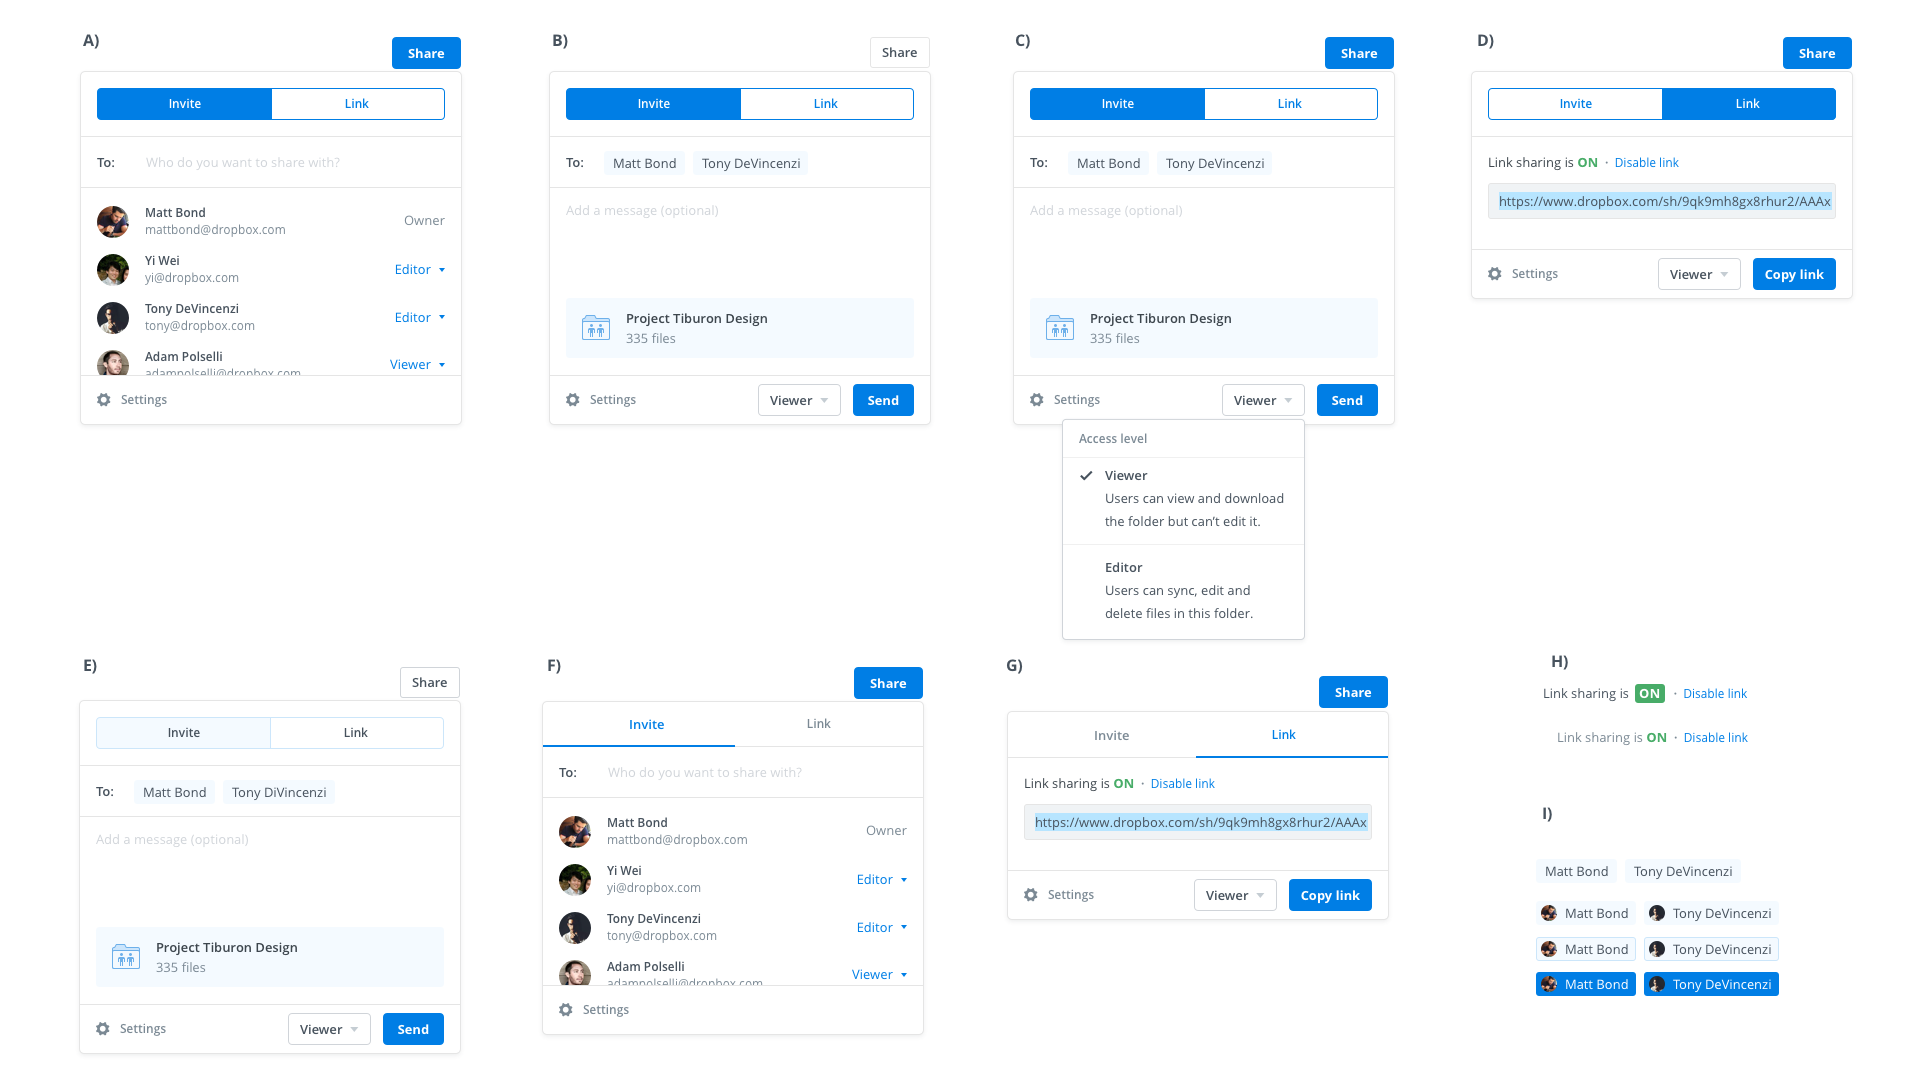 A)
Share
Invite Link
To: Who do you want to share with?
Matt Bond
mattbond@dropbox.com
Owner
Yi Wei
yi@dropbox.com
Editor
Tony DeVincenzi
tony@dropbox.com
Editor
Adam Polselli
adampolselli@dropbox.com
Viewer
Settings
B)
Share
Invite Link
To: Matt Bond Tony DeVincenzi
Add a message (optional)
Project Tiburon Design
335 files
Settings Viewer Send
C)
Share
Invite Link
To: Matt Bond Tony DeVincenzi
Add a message (optional)
Project Tiburon Design
335 files
Settings Viewer Send
Access level
Viewer
Users can view and download
the folder but can’t edit it.
Editor
Users can sync, edit and
delete files in this folder.
D)
Share
Invite Link
Link sharing is ON · Disable link
https://www.dropbox.com/sh/9qk9mh8gx8rhur2/AAAx
Settings Viewer Copy link
E)
Share
Invite Link
To: Matt Bond Tony DiVincenzi
Add a message (optional)
Project Tiburon Design
335 files
Settings Viewer Send
F)
Share
Invite Link
To: Who do you want to share with?
Matt Bond
mattbond@dropbox.com
Owner
Yi Wei
yi@dropbox.com
Editor
Tony DeVincenzi
tony@dropbox.com
Editor
Adam Polselli
adampolselli@dropbox.com
Viewer
Settings
G)
Share
Invite Link
Link sharing is ON · Disable link
https://www.dropbox.com/sh/9qk9mh8gx8rhur2/AAAx
Settings Viewer Copy link
H)
Link sharing is ON · Disable link
Link sharing is ON · Disable link
I)
Matt Bond Tony DeVincenzi
Matt Bond Tony DeVincenzi
Matt Bond Tony DeVincenzi
Matt Bond Tony DeVincenzi